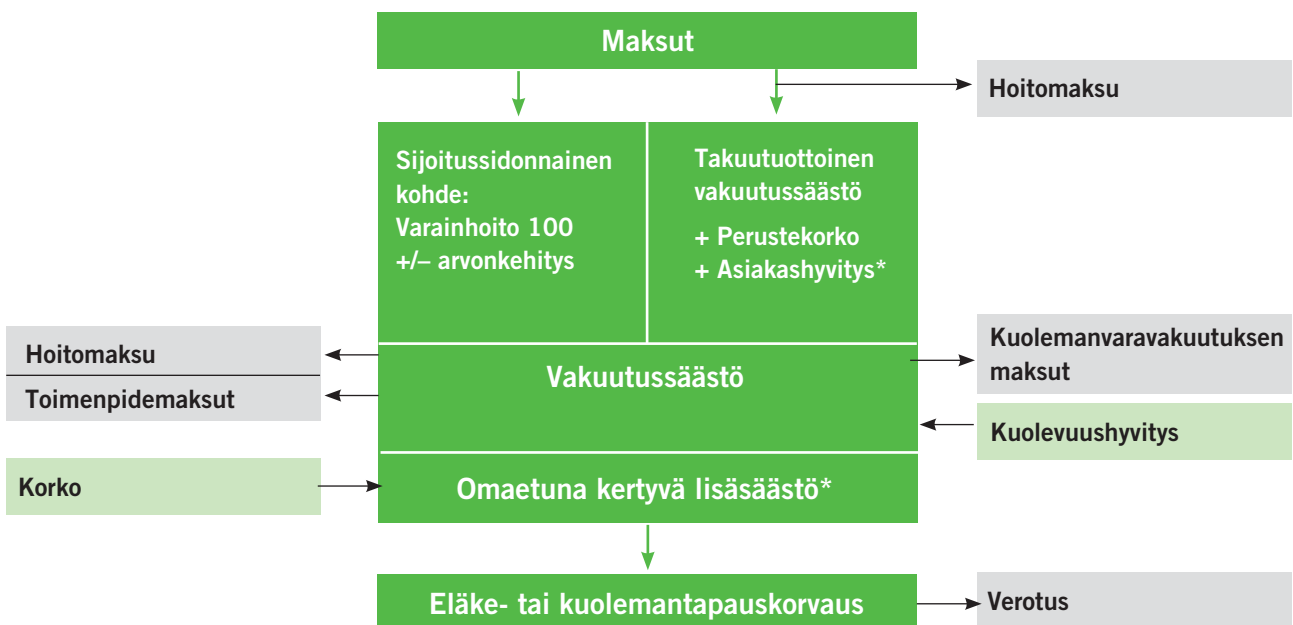 Maksut
Hoitomaksu
Sijoitussidonnainen
kohde:
Varainhoito 100
+/– arvonkehitys
Takuutuottoinen
vakuutussäästö
+ Perustekorko
+ Asiakashyvitys*
Hoitomaksu
Toimenpidemaksut
Vakuutussäästö
Kuolemanvaravakuutuksen
maksut
Kuolevuushyvitys
Korko
Omaetuna kertyvä lisäsäästö*
Eläke- tai kuolemantapauskorvaus
Verotus